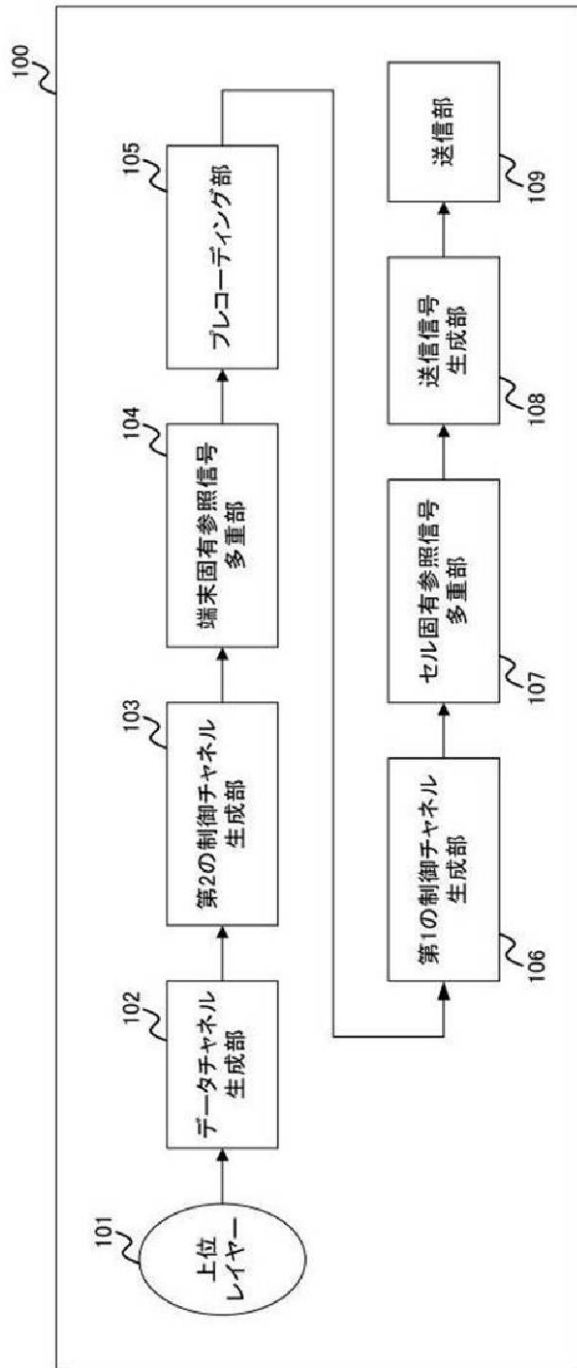 100
101
上位
レイヤー
102
データチャネル
生成部
103
第2の制御チャネル
生成部
104
端末固有参照信号
多重部
105
プレコーディング部
第1の制御チャネル
生成部
106
セル固有参照信号
多重部
107
送信信号
生成部
108
送信部
109